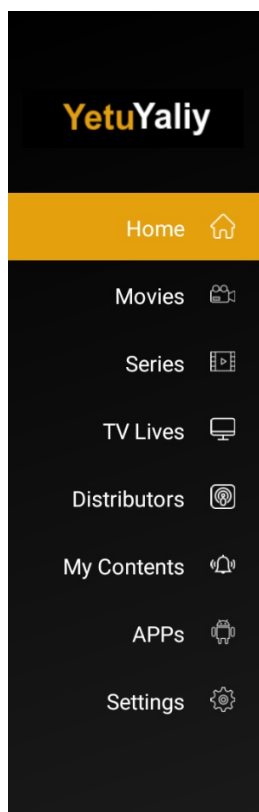 YetuYaliy
Home
Movies
Series
TV Lives
Distributors
My Contents
APPs
Settings